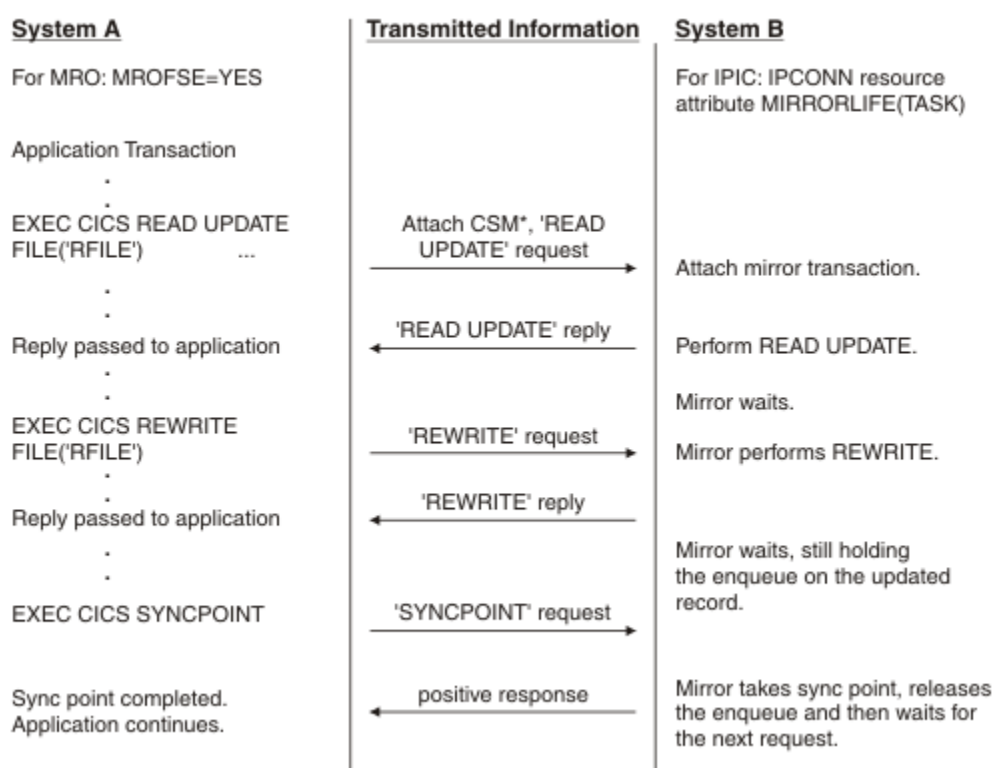 System A
Transmitted Information
System B
For MRO: MROFSE=YES
For IPIC: IPCONN resource
attribute MIRRORLIFE(TASK)
Application Transaction
.
.
EXEC CICS READ UPDATE
FILE('RFILE') ...
Attach CSM*, 'READ
UPDATE' request
Attach mirror transaction.
.
.
'READ UPDATE' reply
Reply passed to application
Perform READ UPDATE.
.
.
Mirror waits.
EXEC CICS REWRITE
FILE('RFILE')
'REWRITE' request
Mirror performs REWRITE.
.
.
'REWRITE' reply
Reply passed to application
.
.
Mirror waits, still holding
the enqueue on the updated
record.
EXEC CICS SYNCPOINT
'SYNCPOINT' request
Sync point completed.
Application continues.
positive response
Mirror takes sync point, releases
the enqueue and then waits for
the next request.